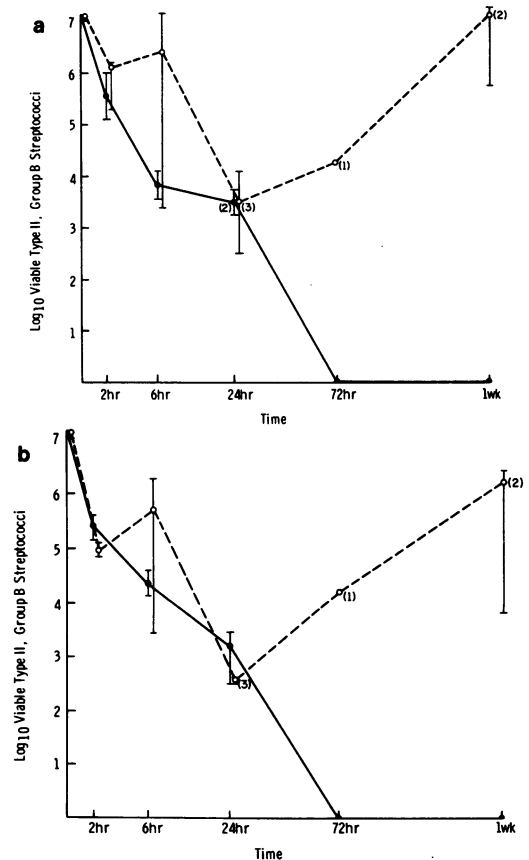 a
7
6
5
4
3
2
1
Log10 Viable Type II, Group B Streptococci
(2)
(1)
(2) (3)
2hr 6hr 24hr 72hr 1wk
Time
b
7
6
5
4
3
2
1
Log10 Viable Type II, Group B Streptococci
(2)
(1)
(3)
2hr 6hr 24hr 72hr 1wk
Time